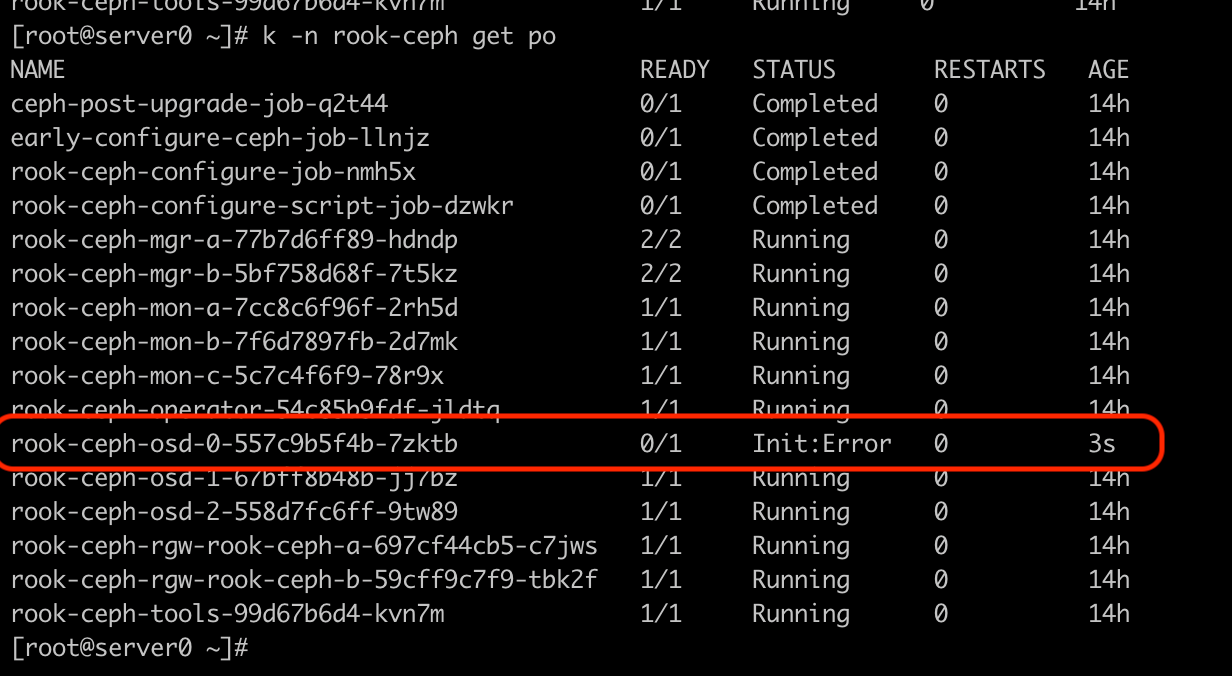 rook-ceph-tools-99d67b6d4-kvn7m 1/1 Running 0 14h
[root@server0 ~]# k -n rook-ceph get po
NAME READY STATUS RESTARTS AGE
ceph-post-upgrade-job-q2t44 0/1 Completed 0 14h
early-configure-ceph-job-llnjz 0/1 Completed 0 14h
rook-ceph-configure-job-nmh5x 0/1 Completed 0 14h
rook-ceph-configure-script-job-dzwkr 0/1 Completed 0 14h
rook-ceph-mgr-a-77b7d6ff89-hdndp 2/2 Running 0 14h
rook-ceph-mgr-b-5bf758d68f-7t5kz 2/2 Running 0 14h
rook-ceph-mon-a-7cc8c6f96f-2rh5d 1/1 Running 0 14h
rook-ceph-mon-b-7f6d7897fb-2d7mk 1/1 Running 0 14h
rook-ceph-mon-c-5c7c4f6f9-78r9x 1/1 Running 0 14h
rook-ceph-operator-54c85b9fdf-jldtq 1/1 Running 0 14h
rook-ceph-osd-0-557c9b5f4b-7zktb 0/1 Init:Error 0 3s
rook-ceph-osd-1-67bff8b48b-jj7bz 1/1 Running 0 14h
rook-ceph-osd-2-558d7fc6ff-9tw89 1/1 Running 0 14h
rook-ceph-rgw-rook-ceph-a-697cf44cb5-c7jws 1/1 Running 0 14h
rook-ceph-rgw-rook-ceph-b-59cff9c7f9-tbk2f 1/1 Running 0 14h
rook-ceph-tools-99d67b6d4-kvn7m 1/1 Running 0 14h
[root@server0 ~]#